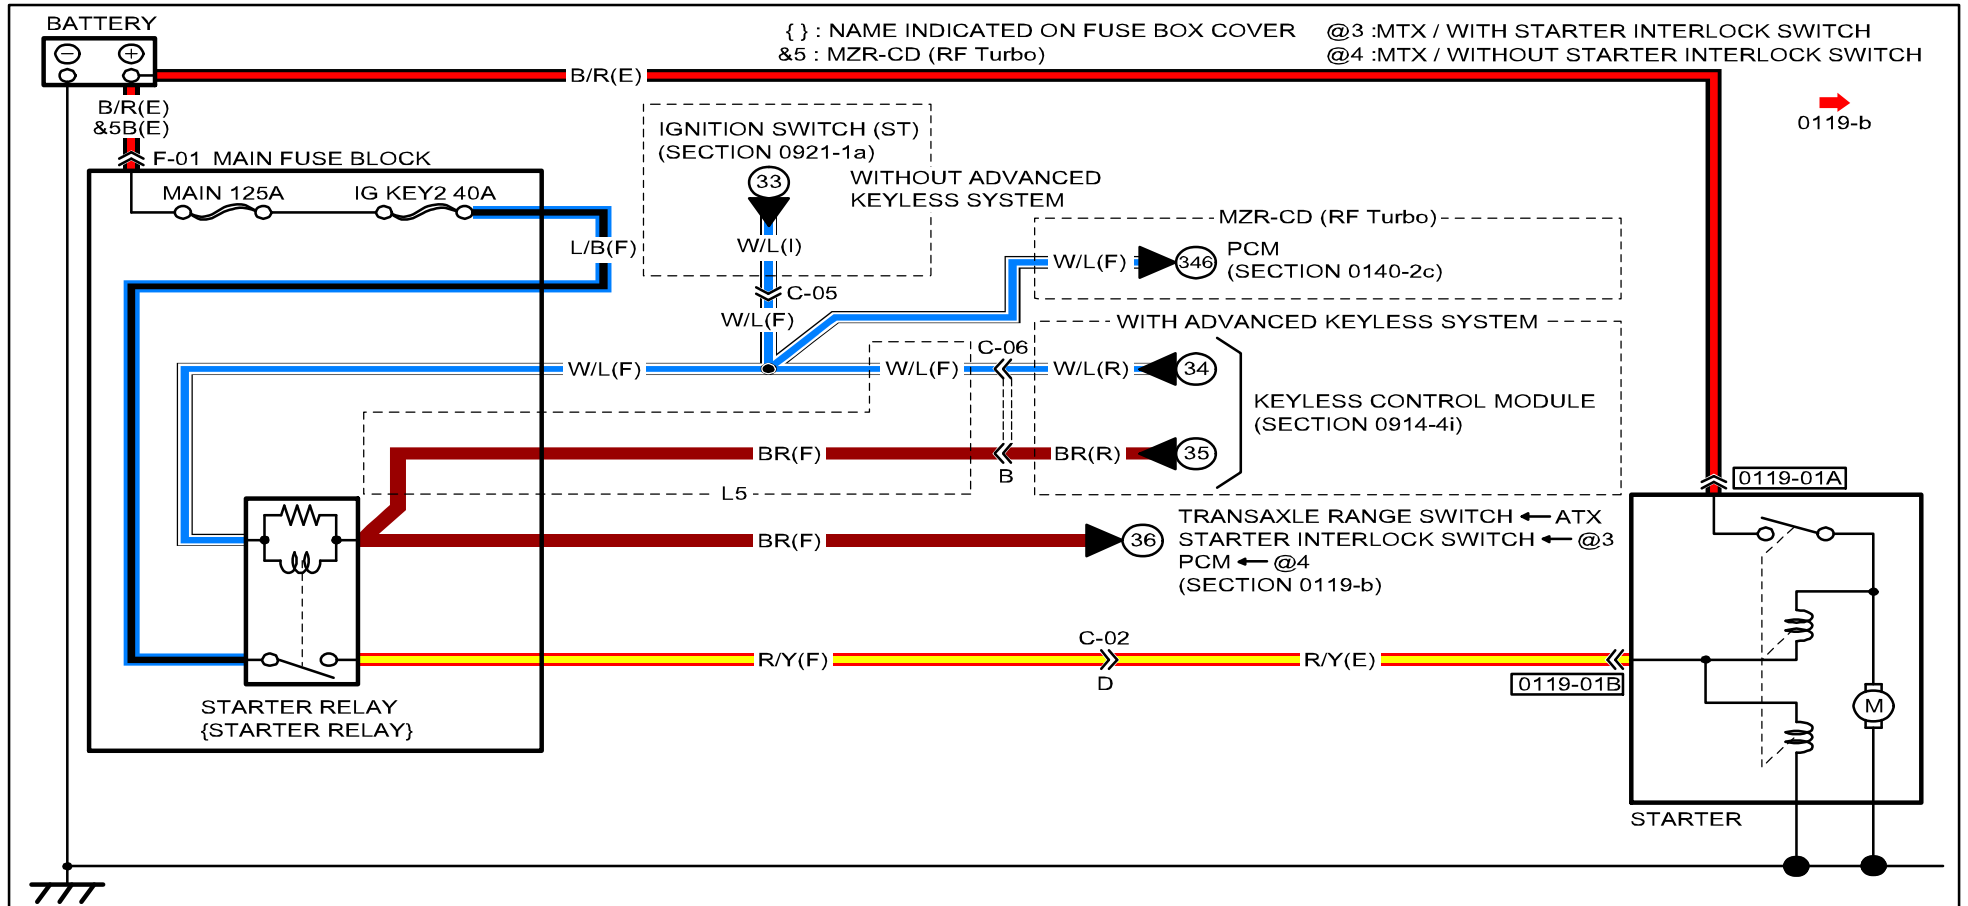 BATTERY
{ } : NAME INDICATED ON FUSE BOX COVER
&5 : MZR-CD (RF Turbo)
@3 :MTX / WITH STARTER INTERLOCK SWITCH
@4 :MTX / WITHOUT STARTER INTERLOCK SWITCH
B/R(E)
B/R(E)
&5B(E)
0119-b
F-01 MAIN FUSE BLOCK
MAIN 125A
IG KEY2 40A
L/B(F)
IGNITION SWITCH (ST)
(SECTION 0921-1a)
33
WITHOUT ADVANCED
KEYLESS SYSTEM
W/L(I)
C-05
W/L(F)
MZR-CD (RF Turbo)
W/L(F)
346
PCM
(SECTION 0140-2c)
WITH ADVANCED KEYLESS SYSTEM
W/L(F)
W/L(F)
C-06
W/L(R)
34
KEYLESS CONTROL MODULE
(SECTION 0914-4i)
BR(F)
B
BR(R)
35
L5
0119-01A
BR(F)
36
TRANSAXLE RANGE SWITCH ← ATX
STARTER INTERLOCK SWITCH ← @3
PCM ← @4
(SECTION 0119-b)
R/Y(F)
C-02
D
R/Y(E)
0119-01B
STARTER RELAY
{STARTER RELAY}
M
STARTER